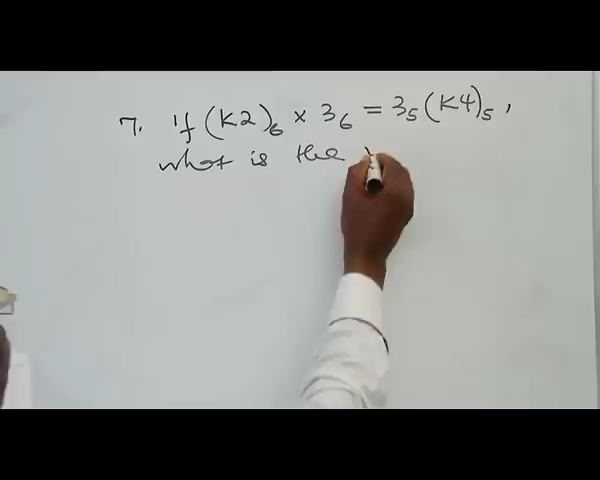 7. if (K2)₆ × 3₆ = 3₅(K4)₅,
what is the